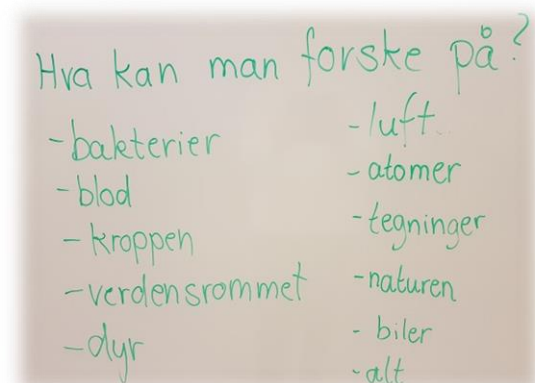 Hva kan man forske på?
-bakterier
-blod
-kroppen
-verdensrommet
-dyr
-luft
-atomer
-tegninger
-naturen
-biler
-alt